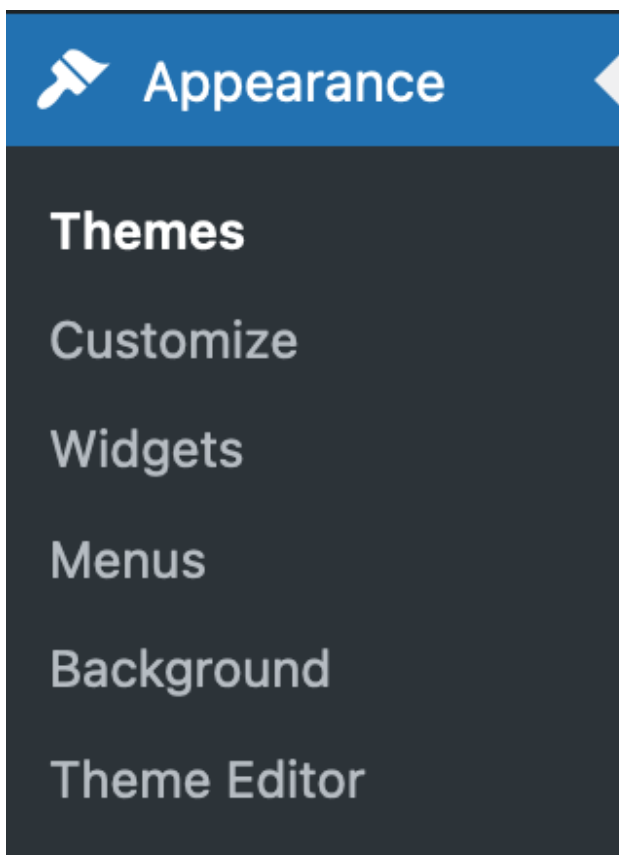 Appearance
Themes
Customize
Widgets
Menus
Background
Theme Editor